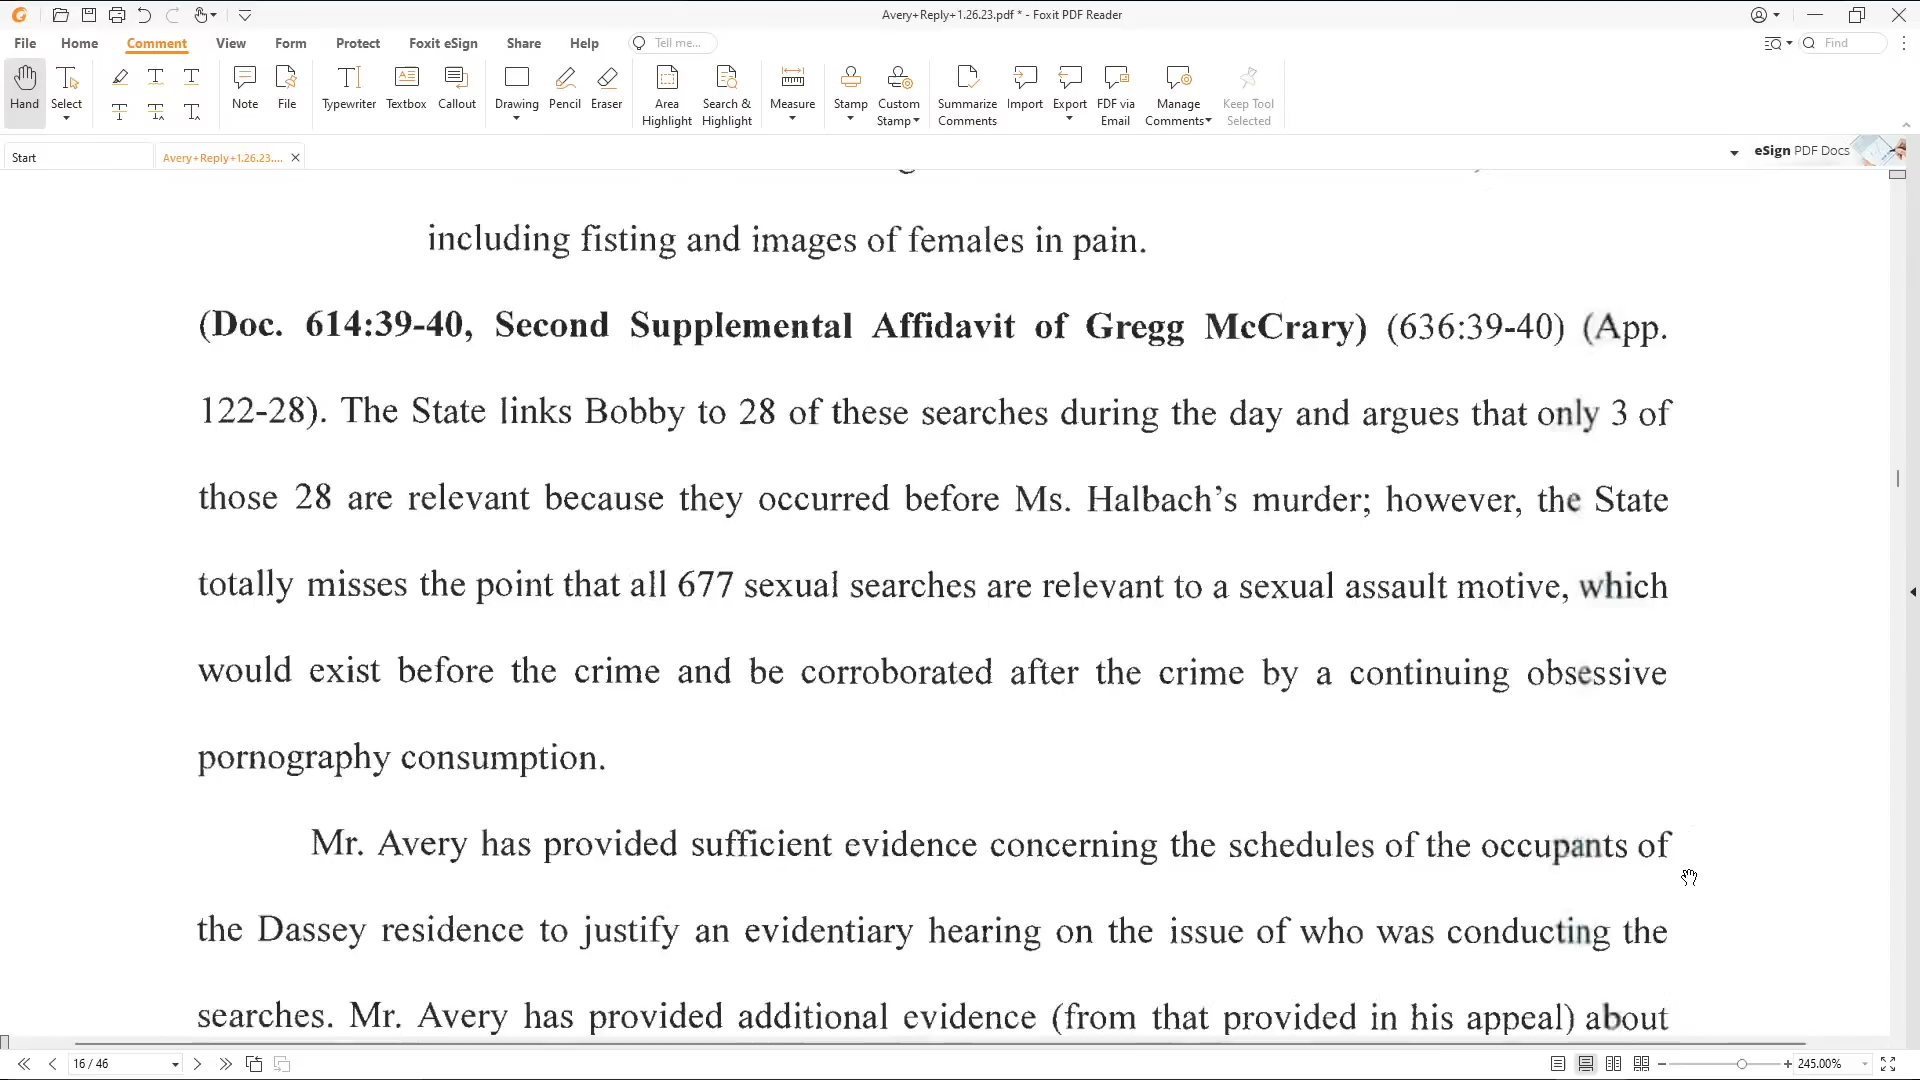 Avery+Reply+1.26.23.pdf * - Foxit PDF Reader
File Home Comment View Form Protect Foxit eSign Share Help Tell me... Find
Hand Select Note File Typewriter Textbox Callout Drawing Pencil Eraser Area Highlight Search & Highlight Measure Stamp Custom Stamp Summarize Comments Import Export FDF via Email Manage Comments Keep Tool Selected
Start Avery+Reply+1.26.23.... eSign PDF Docs
including fisting and images of females in pain.
(Doc. 614:39-40, Second Supplemental Affidavit of Gregg McCrary) (636:39-40) (App.
122-28). The State links Bobby to 28 of these searches during the day and argues that only 3 of
those 28 are relevant because they occurred before Ms. Halbach's murder; however, the State
totally misses the point that all 677 sexual searches are relevant to a sexual assault motive, which
would exist before the crime and be corroborated after the crime by a continuing obsessive
pornography consumption.
Mr. Avery has provided sufficient evidence concerning the schedules of the occupants of
the Dassey residence to justify an evidentiary hearing on the issue of who was conducting the
searches. Mr. Avery has provided additional evidence (from that provided in his appeal) about
16 / 46 245.00%